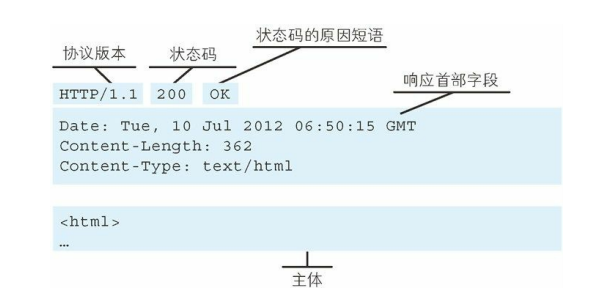 状态码的原因短语
协议版本 状态码
响应首部字段
HTTP/1.1 200 OK
Date: Tue, 10 Jul 2012 06:50:15 GMT
Content-Length: 362
Content-Type: text/html
<html>
…
主体